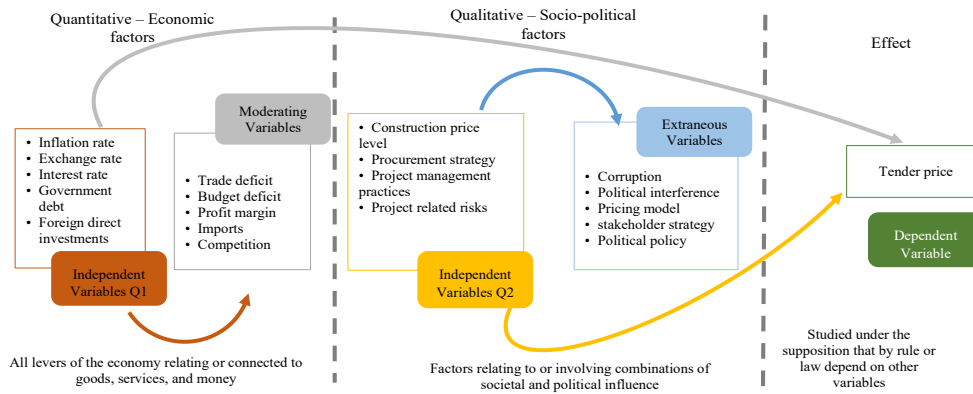 Quantitative – Economic
factors
Qualitative – Socio-political
factors
Effect
Moderating
Variables
• Inflation rate
• Exchange rate
• Interest rate
• Government
debt
• Foreign direct
investments
• Trade deficit
• Budget deficit
• Profit margin
• Imports
• Competition
Independent
Variables Q1
• Construction price
level
• Procurement strategy
• Project management
practices
• Project related risks
Independent
Variables Q2
Extraneous
Variables
• Corruption
• Political interference
• Pricing model
• stakeholder strategy
• Political policy
Tender price
Dependent
Variable
All levers of the economy relating or connected to
goods, services, and money
Factors relating to or involving combinations of
societal and political influence
Studied under the
supposition that by rule or
law depend on other
variables